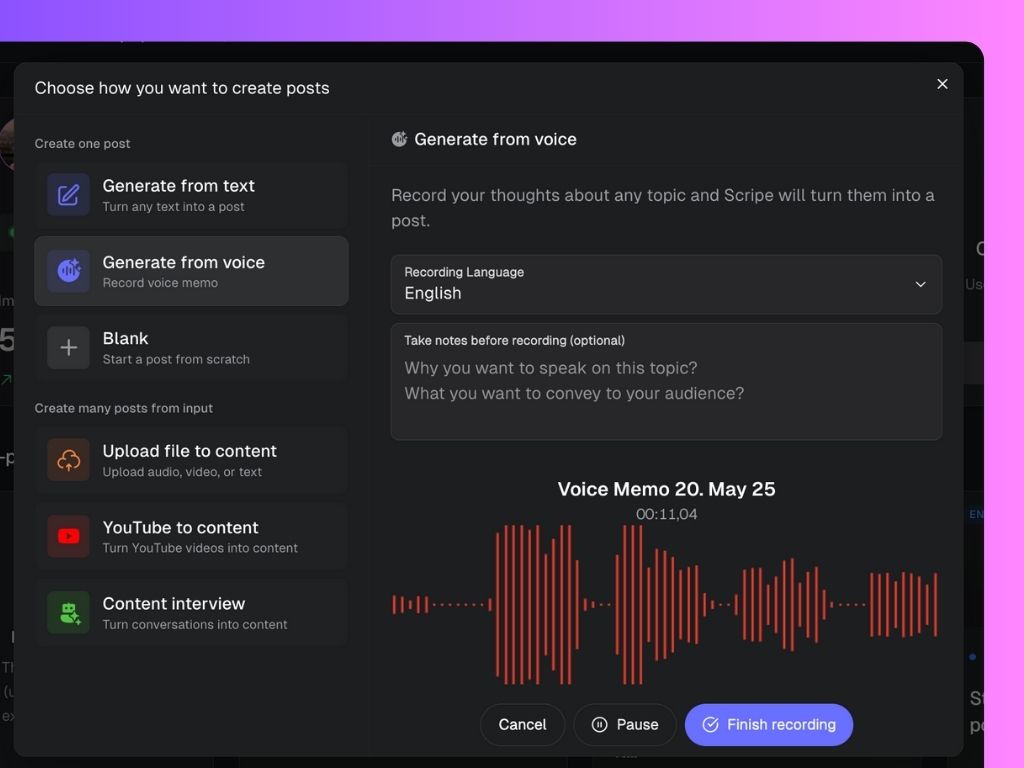 Choose how you want to create posts
Create one post
Generate from text
Turn any text into a post
Generate from voice
Record voice memo
Blank
Start a post from scratch
Create many posts from input
Upload file to content
Upload audio, video, or text
YouTube to content
Turn YouTube videos into content
Content interview
Turn conversations into content
Generate from voice
Record your thoughts about any topic and Scripe will turn them into a
post.
Recording Language
English
Take notes before recording (optional)
Why you want to speak on this topic?
What you want to convey to your audience?
Voice Memo 20. May 25
00:11,04
Cancel
Pause
Finish recording